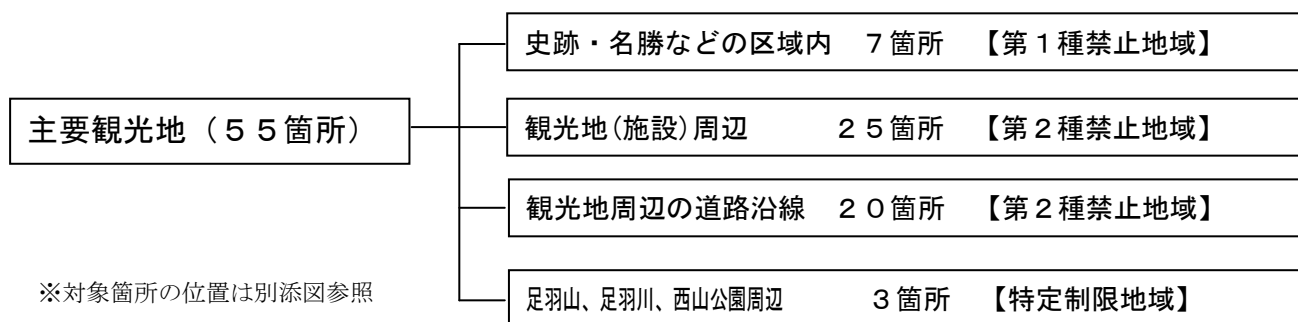 史跡・名勝などの区域内　７箇所　【第１種禁止地域】
主要観光地（５５箇所）
観光地(施設)周辺　２５箇所　【第２種禁止地域】
観光地周辺の道路沿線　２０箇所　【第２種禁止地域】
足羽山、足羽川、西山公園周辺　３箇所　【特定制限地域】
※対象箇所の位置は別添図参照